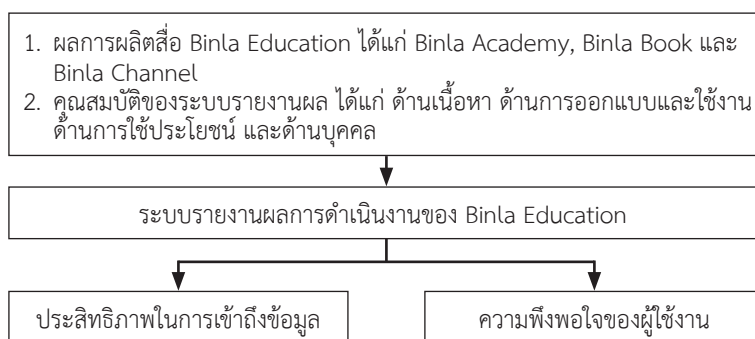 1. ผลการผลิตสื่อ Binla Education ได้แก่ Binla Academy, Binla Book และ
Binla Channel
2. คุณสมบัติของระบบรายงานผล ได้แก่ ด้านเนื้อหา ด้านการออกแบบและใช้งาน
ด้านการใช้ประโยชน์ และด้านบุคคล
ระบบรายงานผลการดำเนินงานของ Binla Education
ประสิทธิภาพในการเข้าถึงข้อมูล
ความพึงพอใจของผู้ใช้งาน